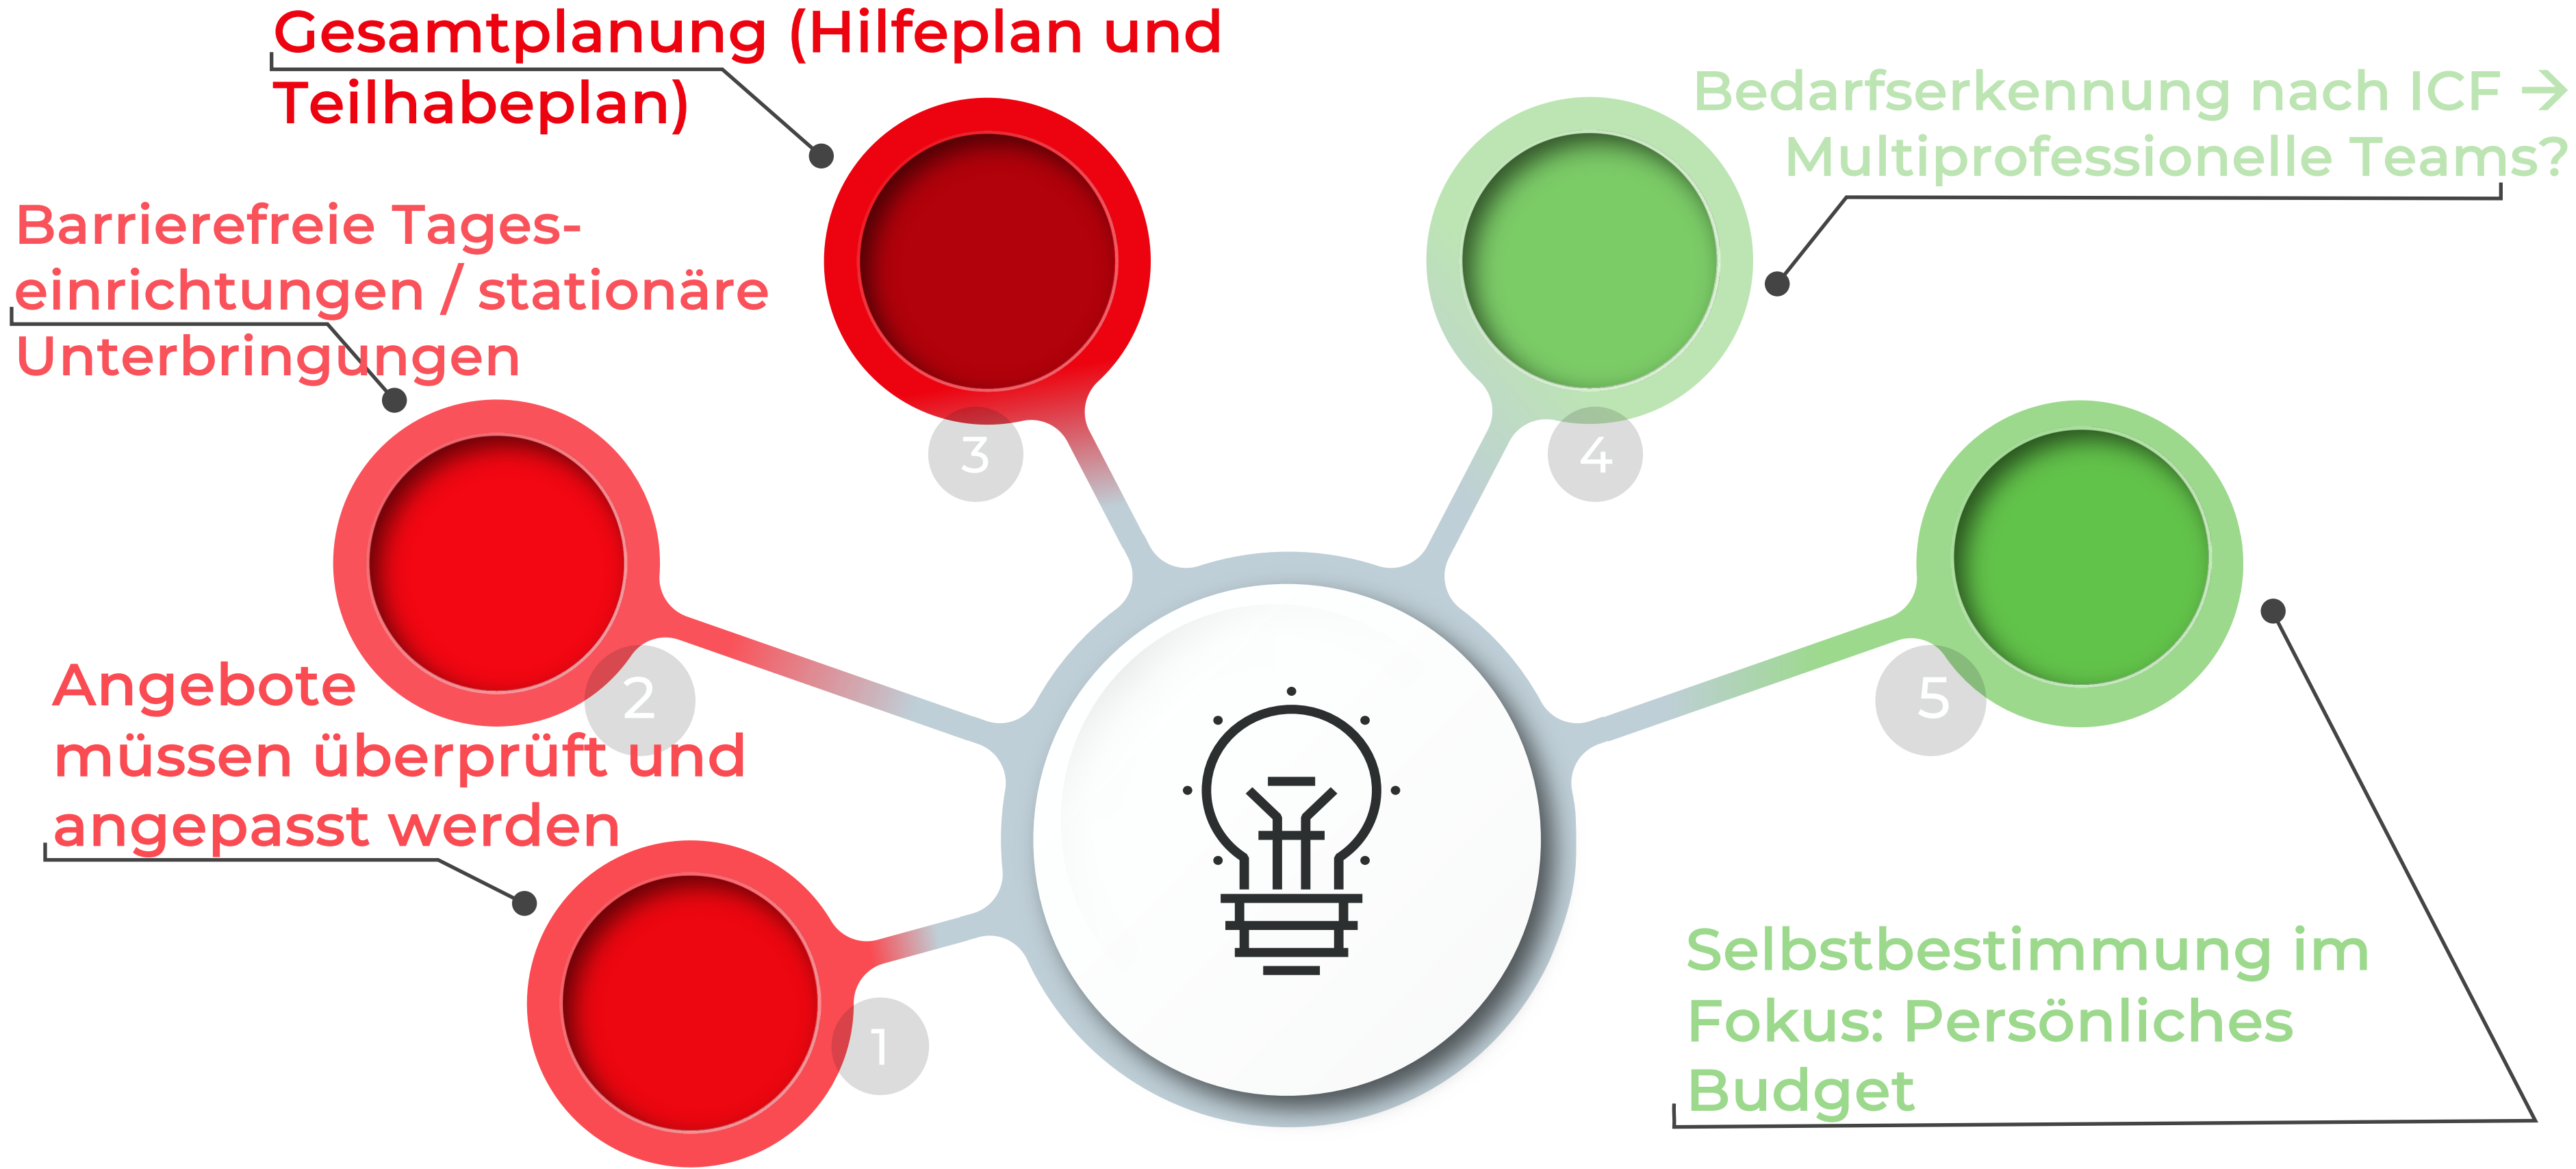 Gesamtplanung (Hilfeplan und
Teilhabeplan)
Bedarfserkennung nach ICF →
Multiprofessionelle Teams?
Barrierefreie Tages-
einrichtungen / stationäre
Unterbringungen
3
4
Angebote
müssen überprüft und
angepasst werden
2
5
Selbstbestimmung im
Fokus: Persönliches
Budget
1